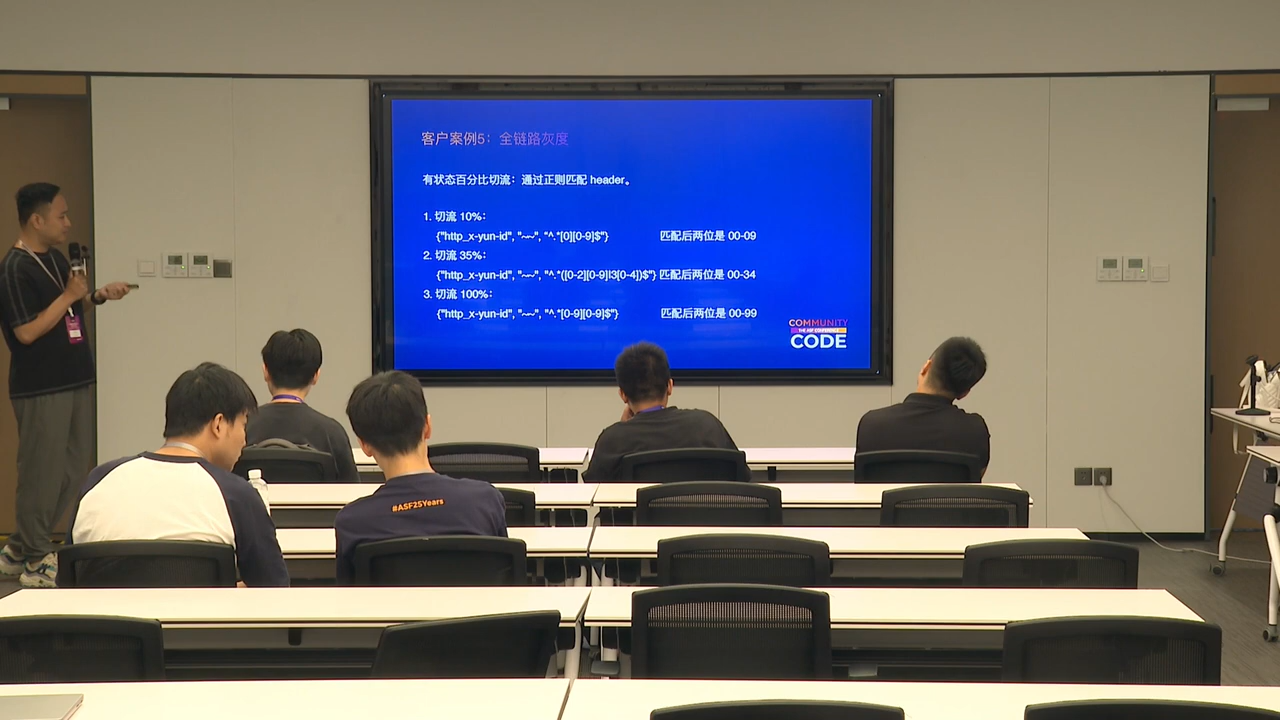 客户案例5：全链路灰度
有状态百分比切流：通过正则匹配 header。
1. 切流 10%：
{"http_x-yun-id", "~~", "^.*[0][0-9]$"} 匹配后两位是 00-09
2. 切流 35%：
{"http_x-yun-id", "~~", "^.*([0-2][0-9]|3[0-4])$"} 匹配后两位是 00-34
3. 切流 100%：
{"http_x-yun-id", "~~", "^.*[0-9][0-9]$"} 匹配后两位是 00-99
COMMUNITY
THE ASF CONFERENCE
CODE
#ASF25Years